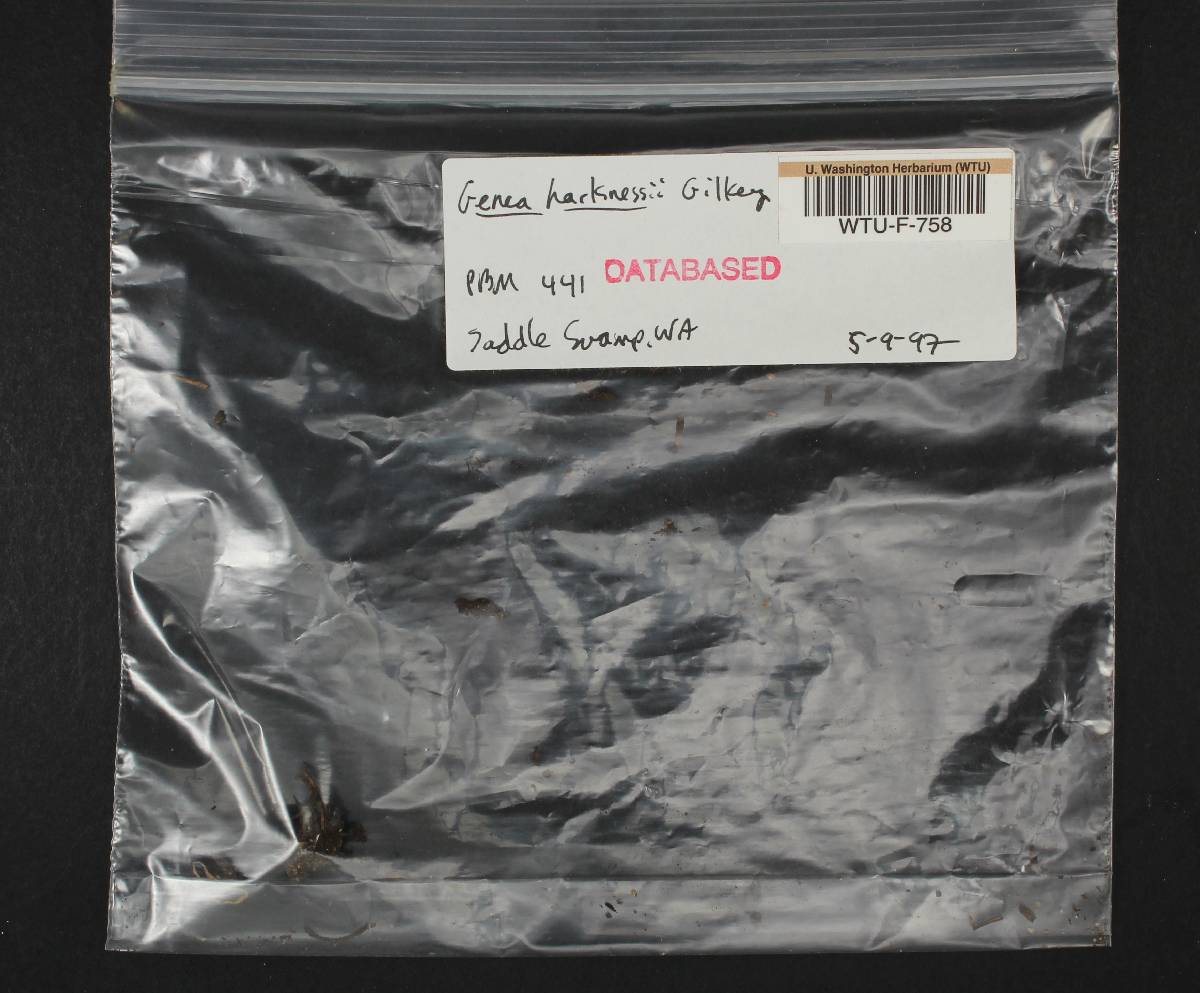 U. Washington Herbarium (WTU)
WTU-F-758
Genea harknessii Gilkey
PBM 441 DATABASED
Saddle Swamp, WA 5-9-97